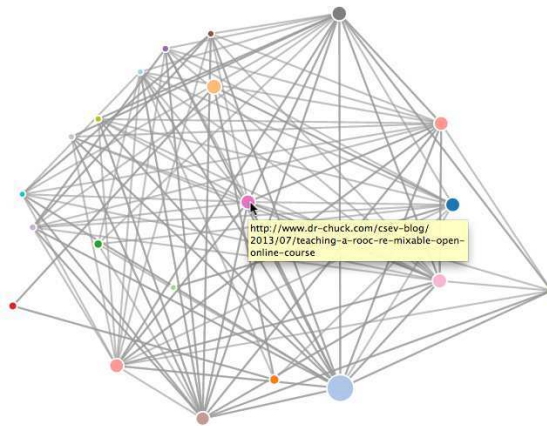 http://www.dr-chuck.com/csev-blog/
2013/07/teaching-a-rooc-re-mixable-open-
online-course